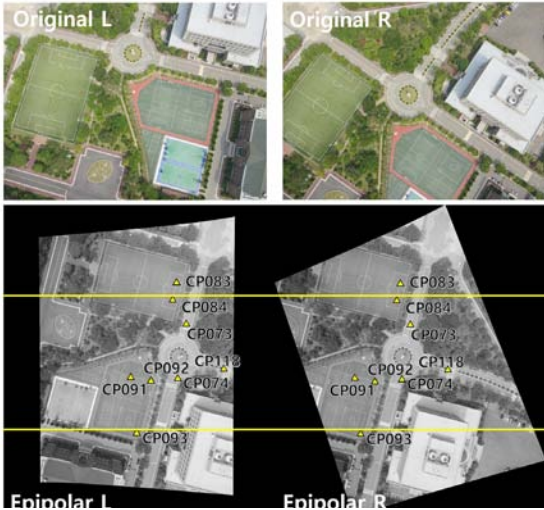 Original L
Original R
CP083
CP084
CP073
CP118
CP092
CP074
CP091
CP093
CP083
CP084
CP073
CP118
CP092
CP074
CP091
CP093
Epipolar L
Epipolar R